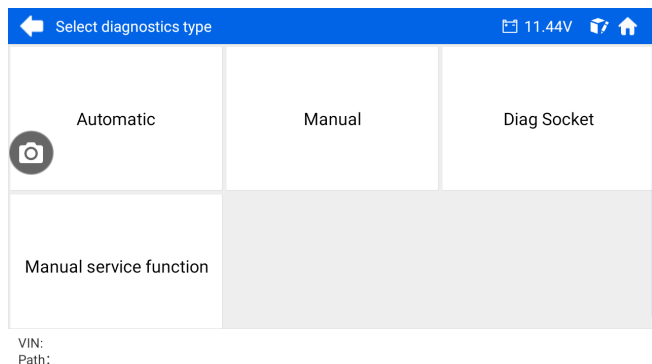 Select diagnostics type 11.44V
Automatic Manual Diag Socket
Manual service function
VIN:
Path: